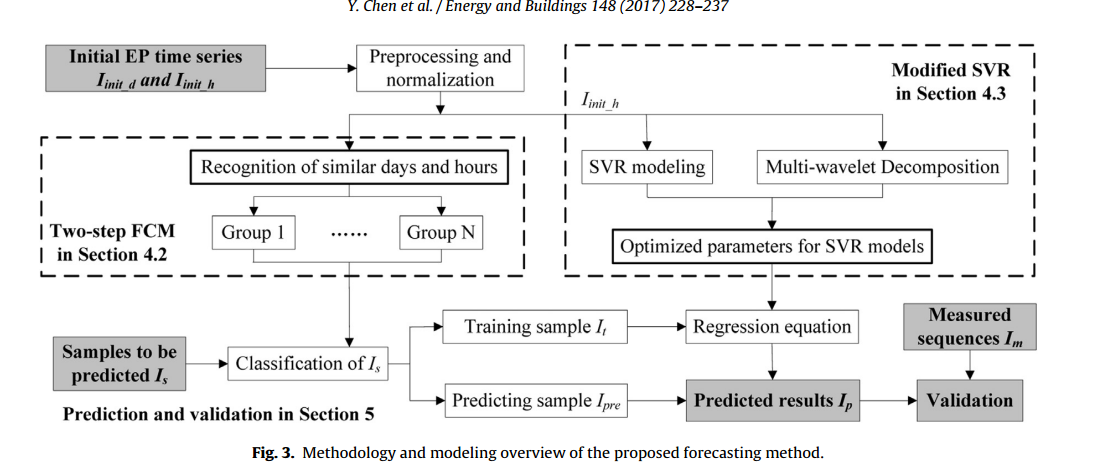 Y. Chen et al. / Energy and Buildings 148 (2017) 228–237
Initial EP time series
I_init_d and I_init_h
Preprocessing and
normalization
I_init_h
Modified SVR
in Section 4.3
Recognition of similar days and hours
SVR modeling
Multi-wavelet Decomposition
Two-step FCM
in Section 4.2
Group 1
......
Group N
Optimized parameters for SVR models
Training sample I_t
Regression equation
Measured
sequences I_m
Samples to be
predicted I_s
Classification of I_s
Predicting sample I_pre
Predicted results I_p
Validation
Prediction and validation in Section 5
Fig. 3. Methodology and modeling overview of the proposed forecasting method.